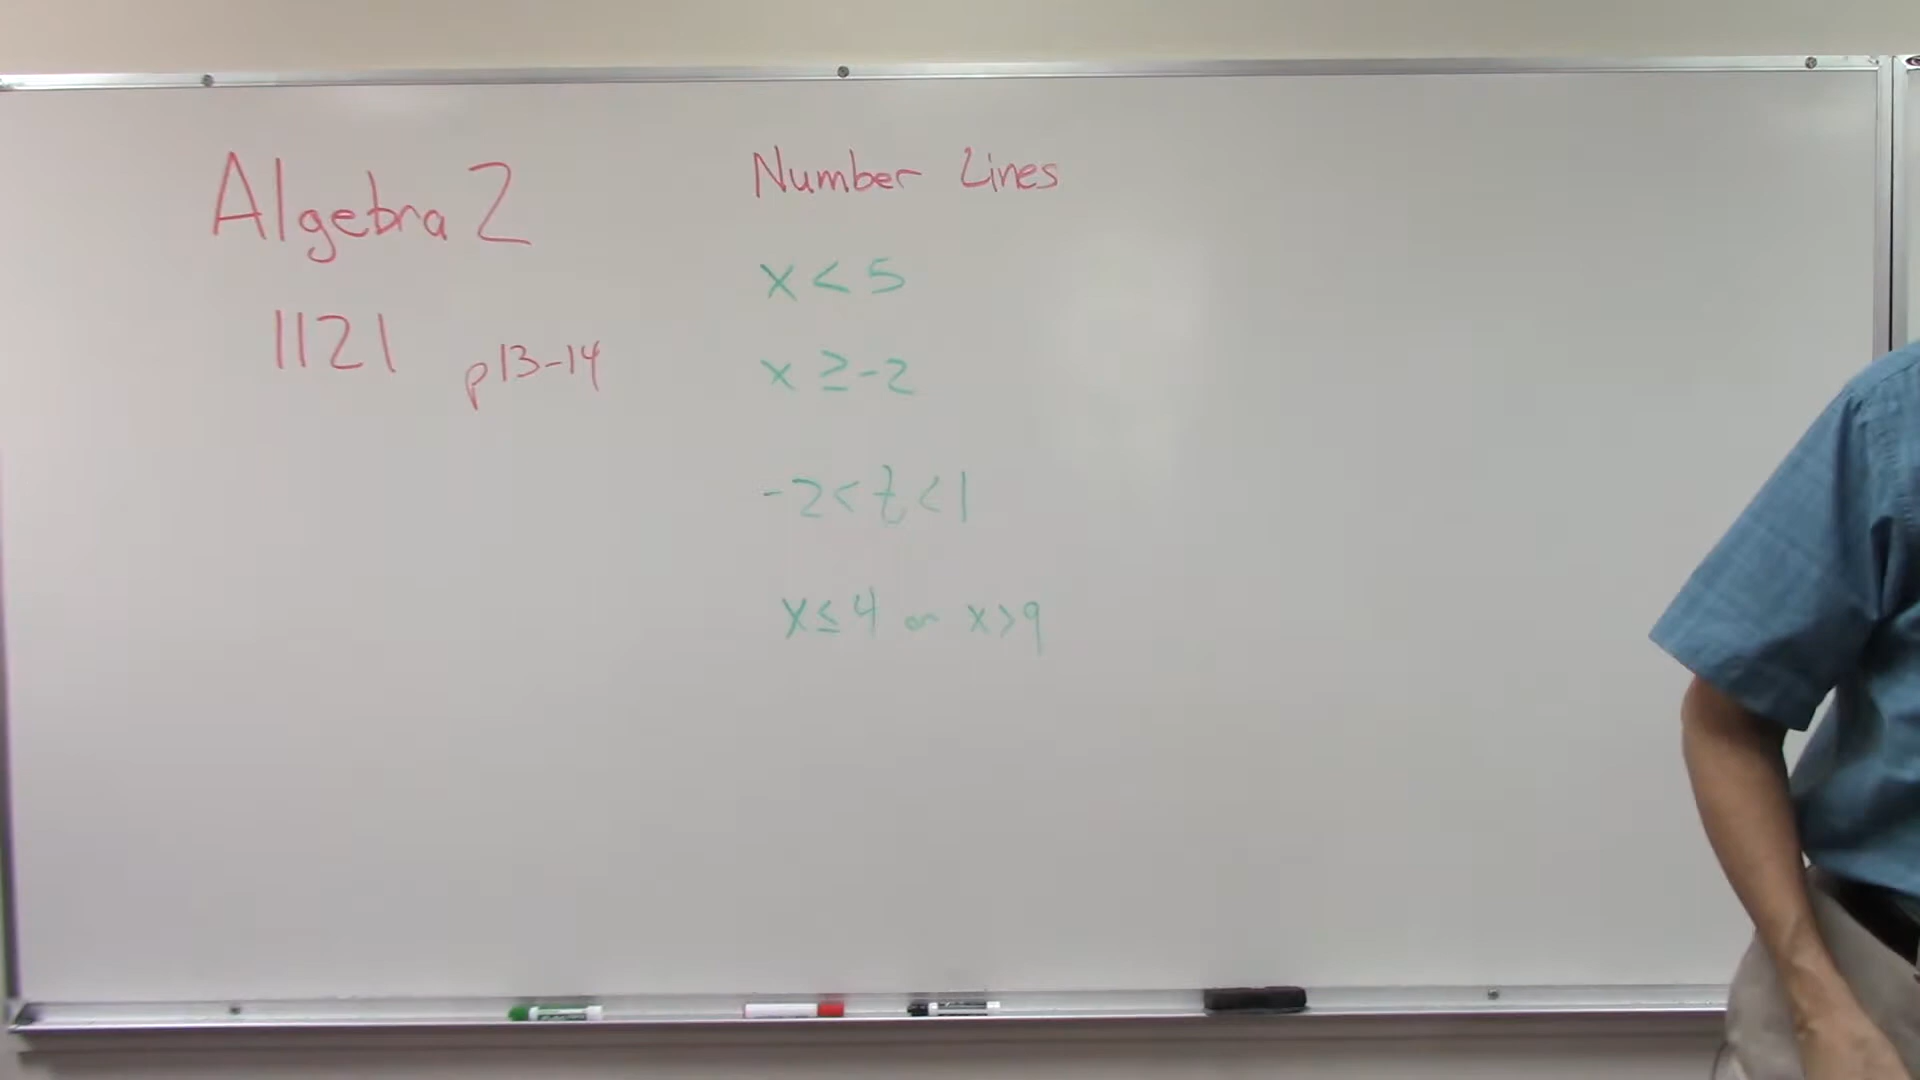 Algebra 2
1121 p13-14
Number Lines
x < 5
x ≥ -2
-2 < t < 1
x ≤ 4 or x > 9